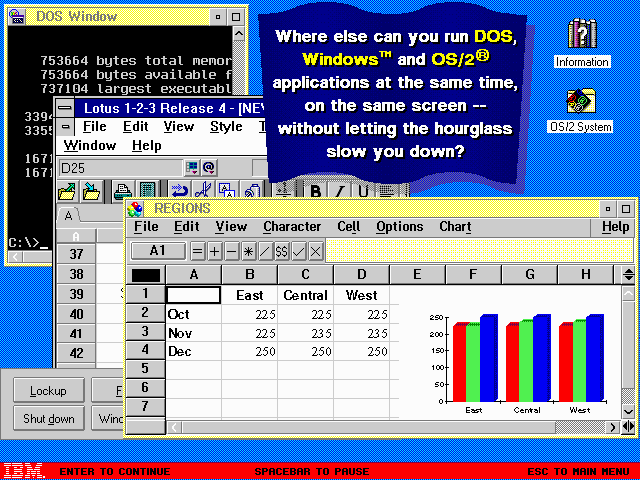 DOS Window
753664 bytes total memor
753664 bytes available f
737104 largest executabl
3394
3355
1671
1671
C:\>_
Where else can you run DOS,
Windows™ and OS/2®
applications at the same time,
on the same screen --
without letting the hourglass
slow you down?
Information
OS/2 System
Lotus 1-2-3 Release 4 - [NEW
File Edit View Style T
Window Help
D25
@
B I U
A
A
37
38
39
40
41
42
REGIONS
File Edit View Character Cell Options Chart Help
A1 = + - * / $$
A B C D E F G H
1 East Central West
2 Oct 225 225 225
3 Nov 225 235 235
4 Dec 250 250 250
5
6
7
250
200
150
100
50
0
East Central West
Lockup
Shut down
IBM. ENTER TO CONTINUE SPACEBAR TO PAUSE ESC TO MAIN MENU